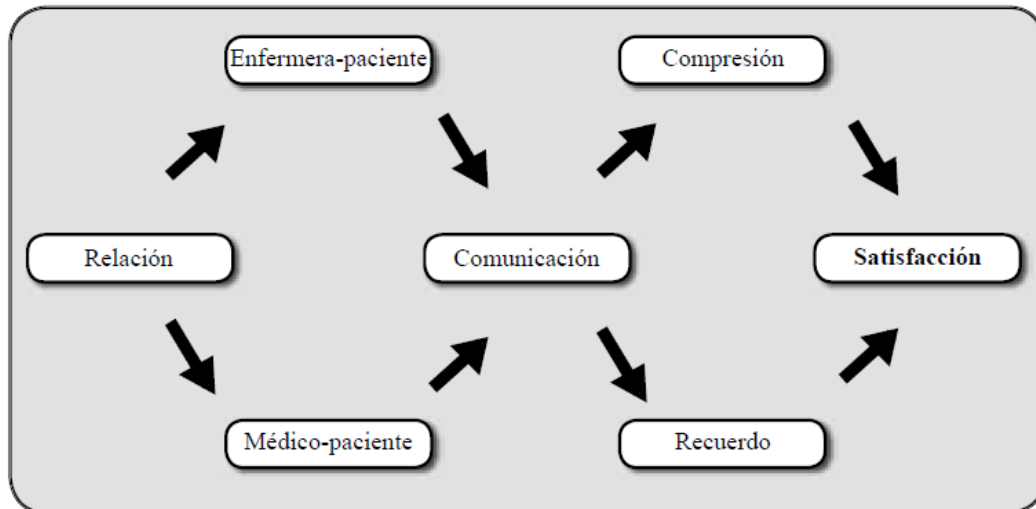 Enfermera-paciente
Compresión
Relación
Comunicación
Satisfacción
Médico-paciente
Recuerdo